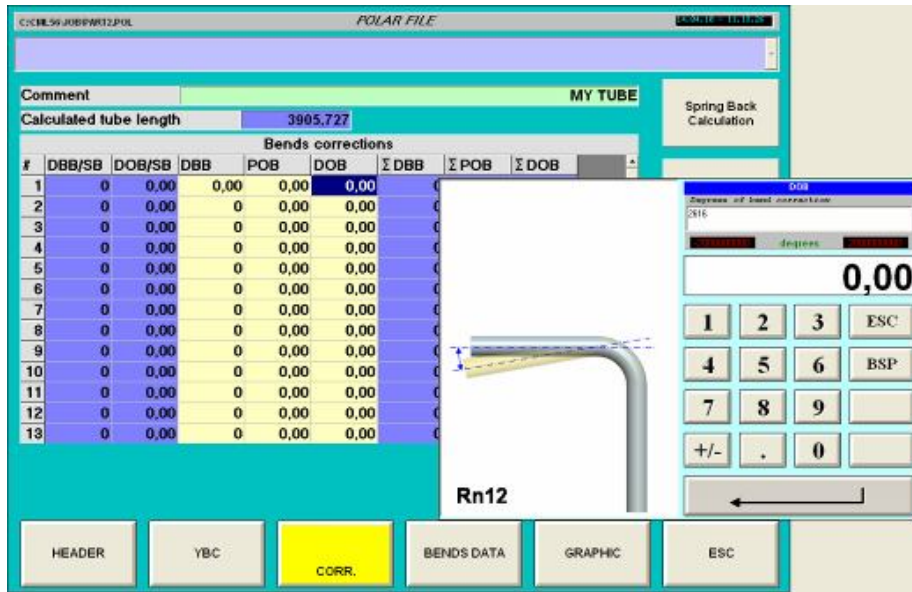 C:\CML56\JOB\PART2.POL POLAR FILE
Comment MY TUBE
Calculated tube length 3905,727
Spring Back
Calculation
Bends corrections
# DBB/SB DOB/SB DBB POB DOB Σ DBB Σ POB Σ DOB
1 0 0,00 0,00 0,00 0,00
2 0 0,00 0 0,00 0,00
3 0 0,00 0 0,00 0,00
4 0 0,00 0 0,00 0,00
5 0 0,00 0 0,00 0,00
6 0 0,00 0 0,00 0,00
7 0 0,00 0 0,00 0,00
8 0 0,00 0 0,00 0,00
9 0 0,00 0 0,00 0,00
10 0 0,00 0 0,00 0,00
11 0 0,00 0 0,00 0,00
12 0 0,00 0 0,00 0,00
13 0 0,00 0 0,00 0,00
Rn12
DOB
Degrees of bend correction
2616
degrees
0,00
1 2 3 ESC
4 5 6 BSP
7 8 9
+/- . 0
HEADER YBC CORR. BENDS DATA GRAPHIC ESC